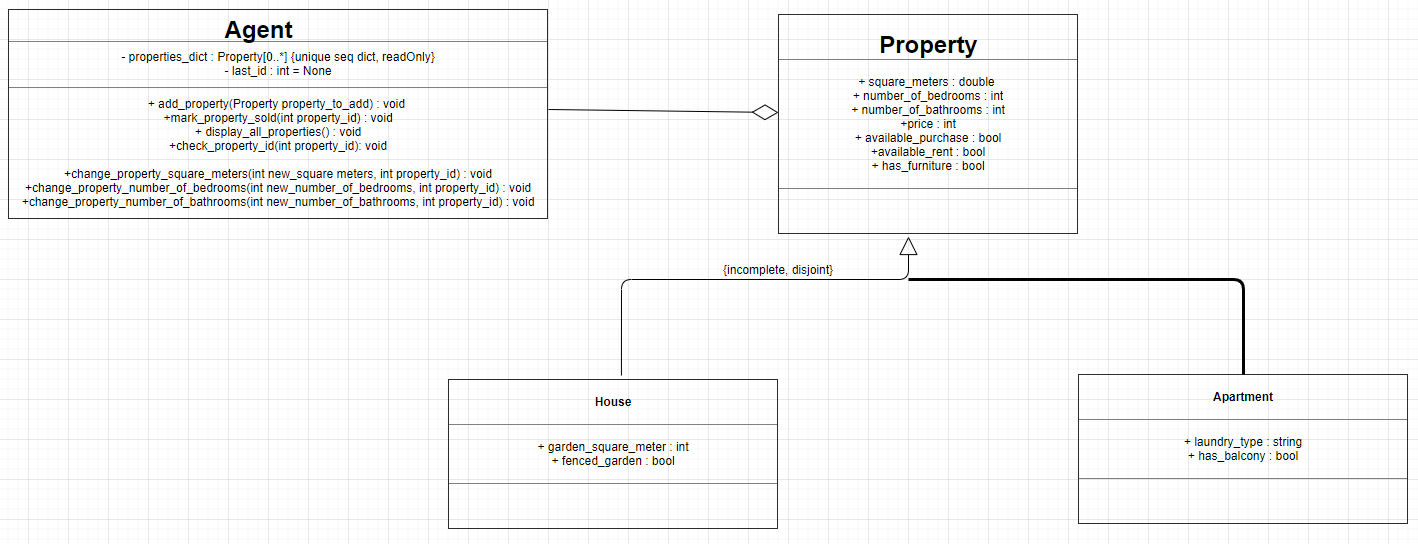 Agent
- properties_dict : Property[0..*] {unique seq dict, readOnly}
- last_id : int = None
+ add_property(Property property_to_add) : void
+mark_property_sold(int property_id) : void
+ display_all_properties() : void
+check_property_id(int property_id): void
+change_property_square_meters(int new_square meters, int property_id) : void
+change_property_number_of_bedrooms(int new_number_of_bedrooms, int property_id) : void
+change_property_number_of_bathrooms(int new_number_of_bathrooms, int property_id) : void
Property
+ square_meters : double
+ number_of_bedrooms : int
+ number_of_bathrooms : int
+price : int
+ available_purchase : bool
+available_rent : bool
+ has_furniture : bool
{incomplete, disjoint}
House
+ garden_square_meter : int
+ fenced_garden : bool
Apartment
+ laundry_type : string
+ has_balcony : bool